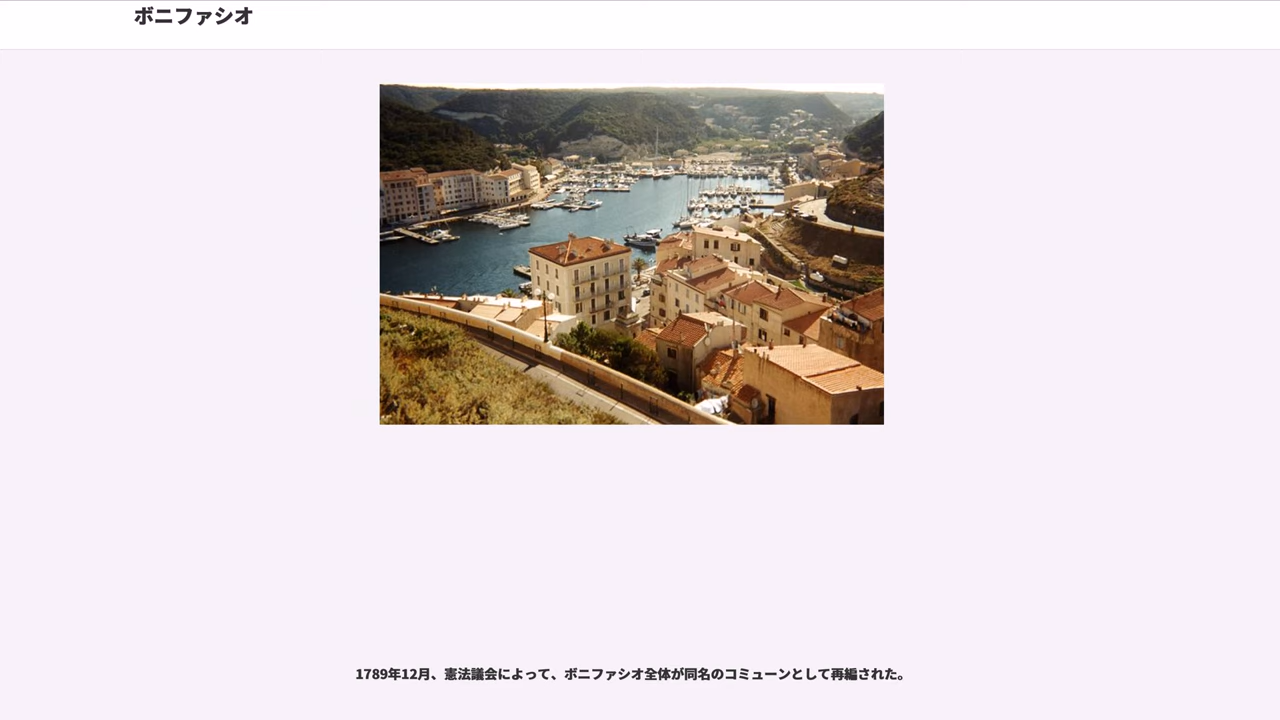 ボニファシオ
1789年12月、憲法議会によって、ボニファシオ全体が同名のコミューンとして再編された。